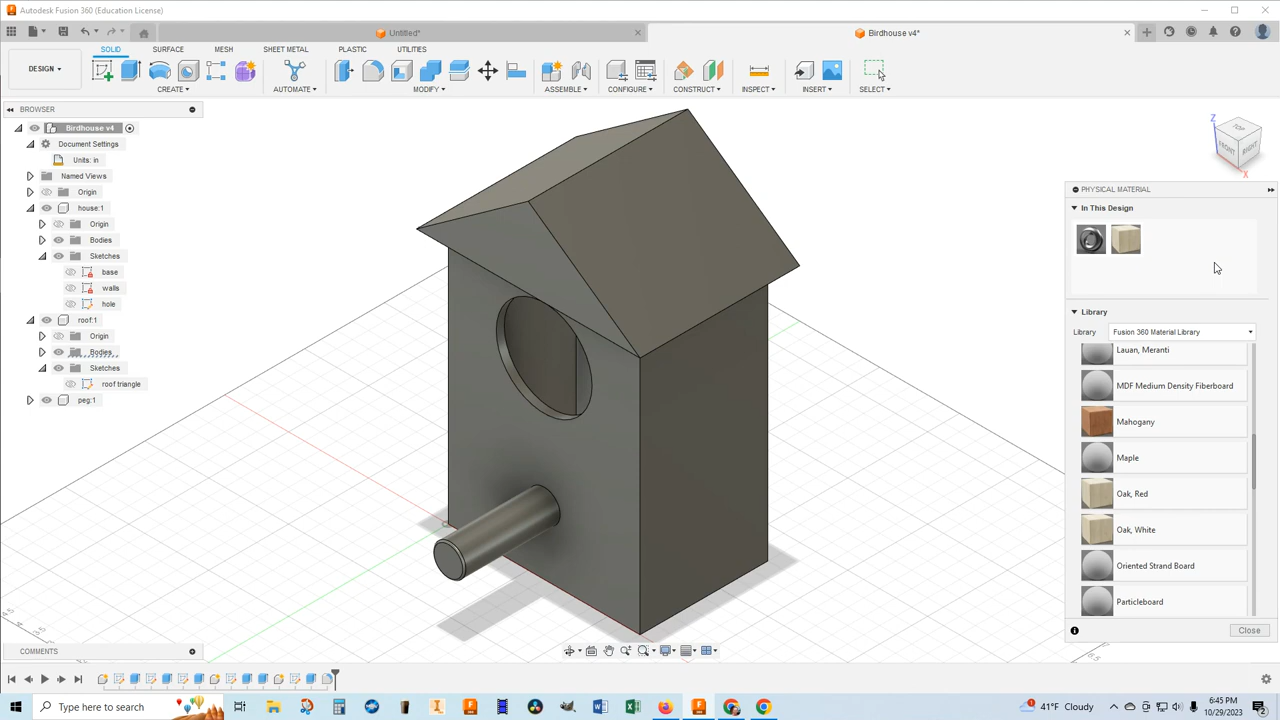 Autodesk Fusion 360 (Education License)
Untitled*
Birdhouse v4*
DESIGN
SOLID SURFACE MESH SHEET METAL PLASTIC UTILITIES
CREATE AUTOMATE MODIFY ASSEMBLE CONFIGURE CONSTRUCT INSPECT INSERT SELECT
BROWSER
Birdhouse v4
Document Settings
Units: in
Named Views
Origin
house:1
Origin
Bodies
Sketches
base
walls
hole
roof:1
Origin
Bodies
Sketches
roof triangle
peg:1
Z
TOP
FRONT
RIGHT
X
PHYSICAL MATERIAL
In This Design
Library
Library Fusion 360 Material Library
Lauan, Meranti
MDF Medium Density Fiberboard
Mahogany
Maple
Oak, Red
Oak, White
Oriented Strand Board
Particleboard
Close
COMMENTS
Type here to search
41°F Cloudy
6:45 PM
10/29/2023